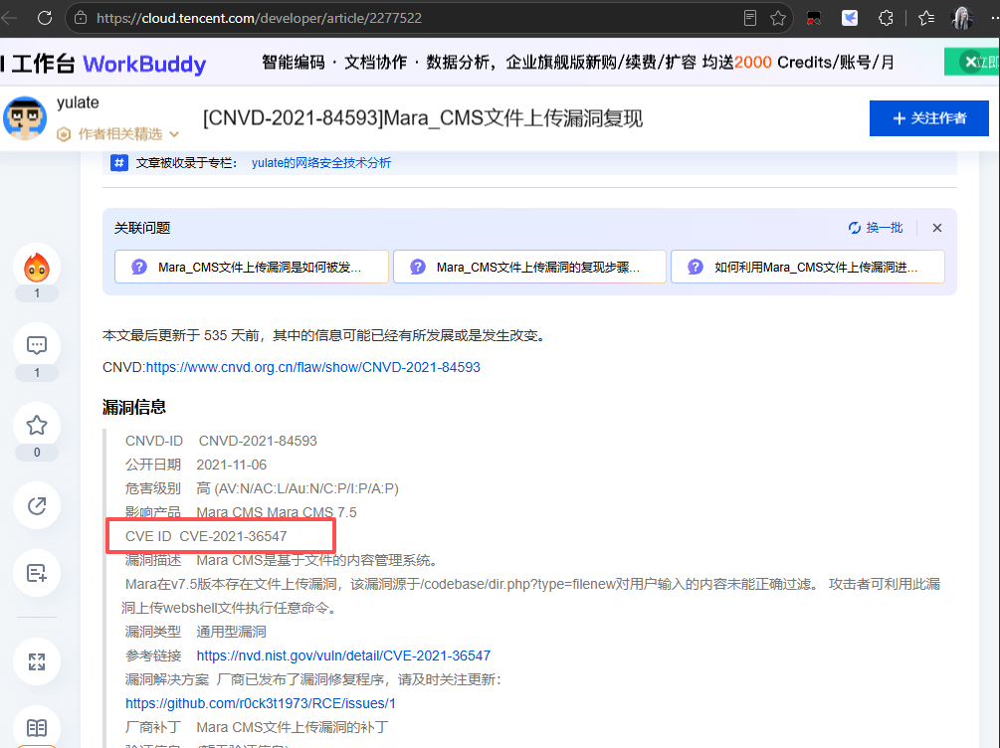 https://cloud.tencent.com/developer/article/2277522
I 工作台 WorkBuddy
智能编码 · 文档协作 · 数据分析，企业旗舰版新购/续费/扩容 均送2000 Credits/账号/月
立即
yulate
作者相关精选
[CNVD-2021-84593]Mara_CMS文件上传漏洞复现
+ 关注作者
# 文章被收录于专栏： yulate的网络安全技术分析
关联问题
换一批
Mara_CMS文件上传漏洞是如何被发...
Mara_CMS文件上传漏洞的复现步骤...
如何利用Mara_CMS文件上传漏洞进...
1
1
0
本文最后更新于 535 天前，其中的信息可能已经有所发展或是发生改变。
CNVD:https://www.cnvd.org.cn/flaw/show/CNVD-2021-84593
漏洞信息
CNVD-ID CNVD-2021-84593
公开日期 2021-11-06
危害级别 高 (AV:N/AC:L/Au:N/C:P/I:P/A:P)
影响产品 Mara CMS Mara CMS 7.5
CVE ID CVE-2021-36547
漏洞描述 Mara CMS是基于文件的内容管理系统。
Mara在v7.5版本存在文件上传漏洞，该漏洞源于/codebase/dir.php?type=filenew对用户输入的内容未能正确过滤。 攻击者可利用此漏
洞上传webshell文件执行任意命令。
漏洞类型 通用型漏洞
参考链接 https://nvd.nist.gov/vuln/detail/CVE-2021-36547
漏洞解决方案 厂商已发布了漏洞修复程序，请及时关注更新：
https://github.com/r0ck3t1973/RCE/issues/1
厂商补丁 Mara CMS文件上传漏洞的补丁